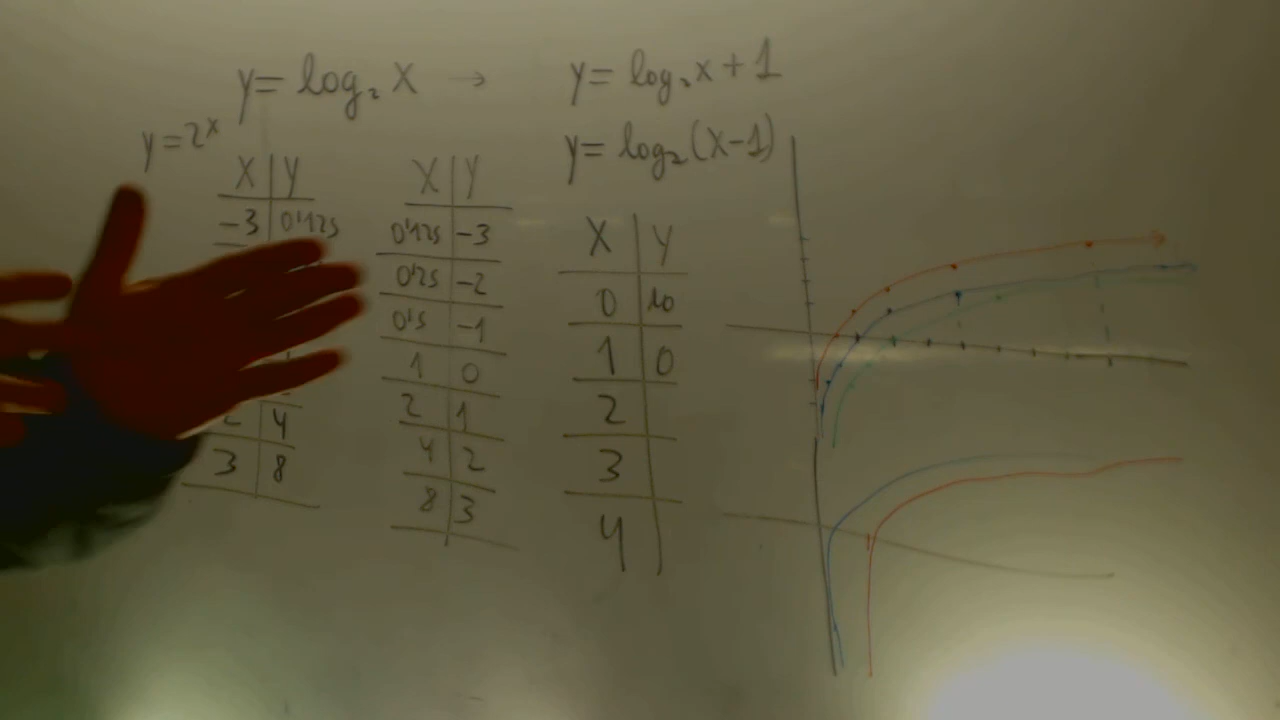 y = log₂ x → y = log₂ x + 1
y = 2ˣ
y = log₂ (x-1)
X Y
-3 0'125
2 4
3 8
X Y
0'125 -3
0'25 -2
0'5 -1
1 0
2 1
4 2
8 3
X Y
0
1 0
2
3
4